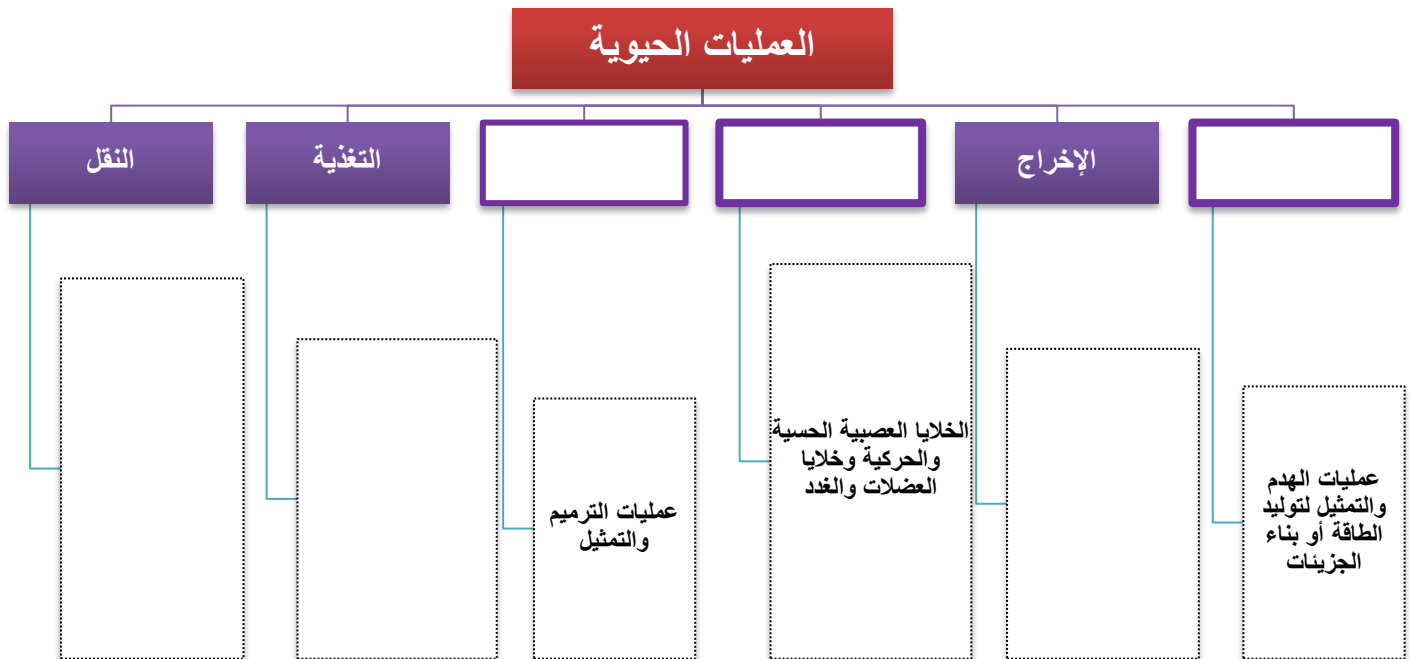 العمليات الحيوية
الإخراج
التغذية
النقل
عمليات الهدم
والتمثيل لتوليد
الطاقة أو بناء
الجزيئات
الخلايا العصبية الحسية
والحركية وخلايا
العضلات والغدد
عمليات الترميم
والتمثيل